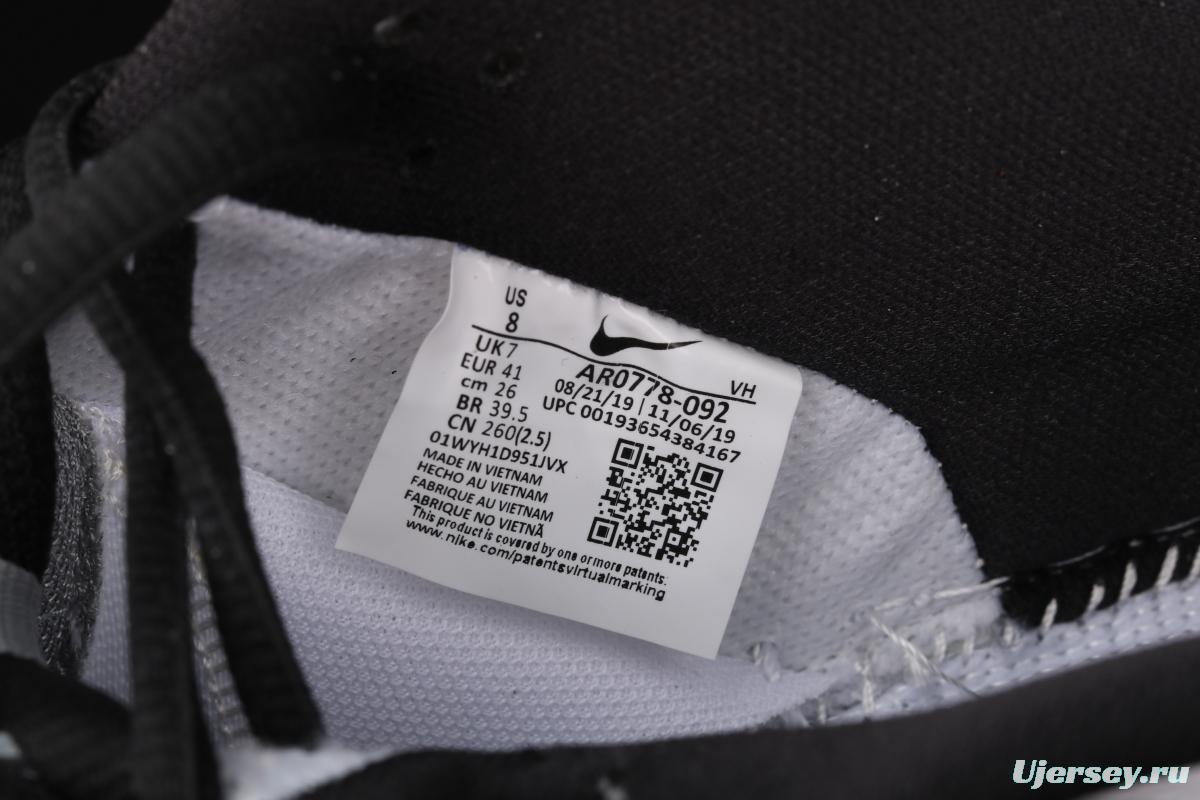 US
8
UK 7
EUR 41
cm 26
BR 39.5
CN 260(2.5)
VH
AR0778-092
08/21/19 | 11/06/19
UPC 00193654384167
01WYH1D951JVX
MADE IN VIETNAM
HECHO AU VIETNAM
FABRIQUE AU VIETNAM
FABRIQUE NO VIETNÃ
This product is covered by one or more patents:
www.nike.com/patentsvirtualmarking
Ujersey.ru